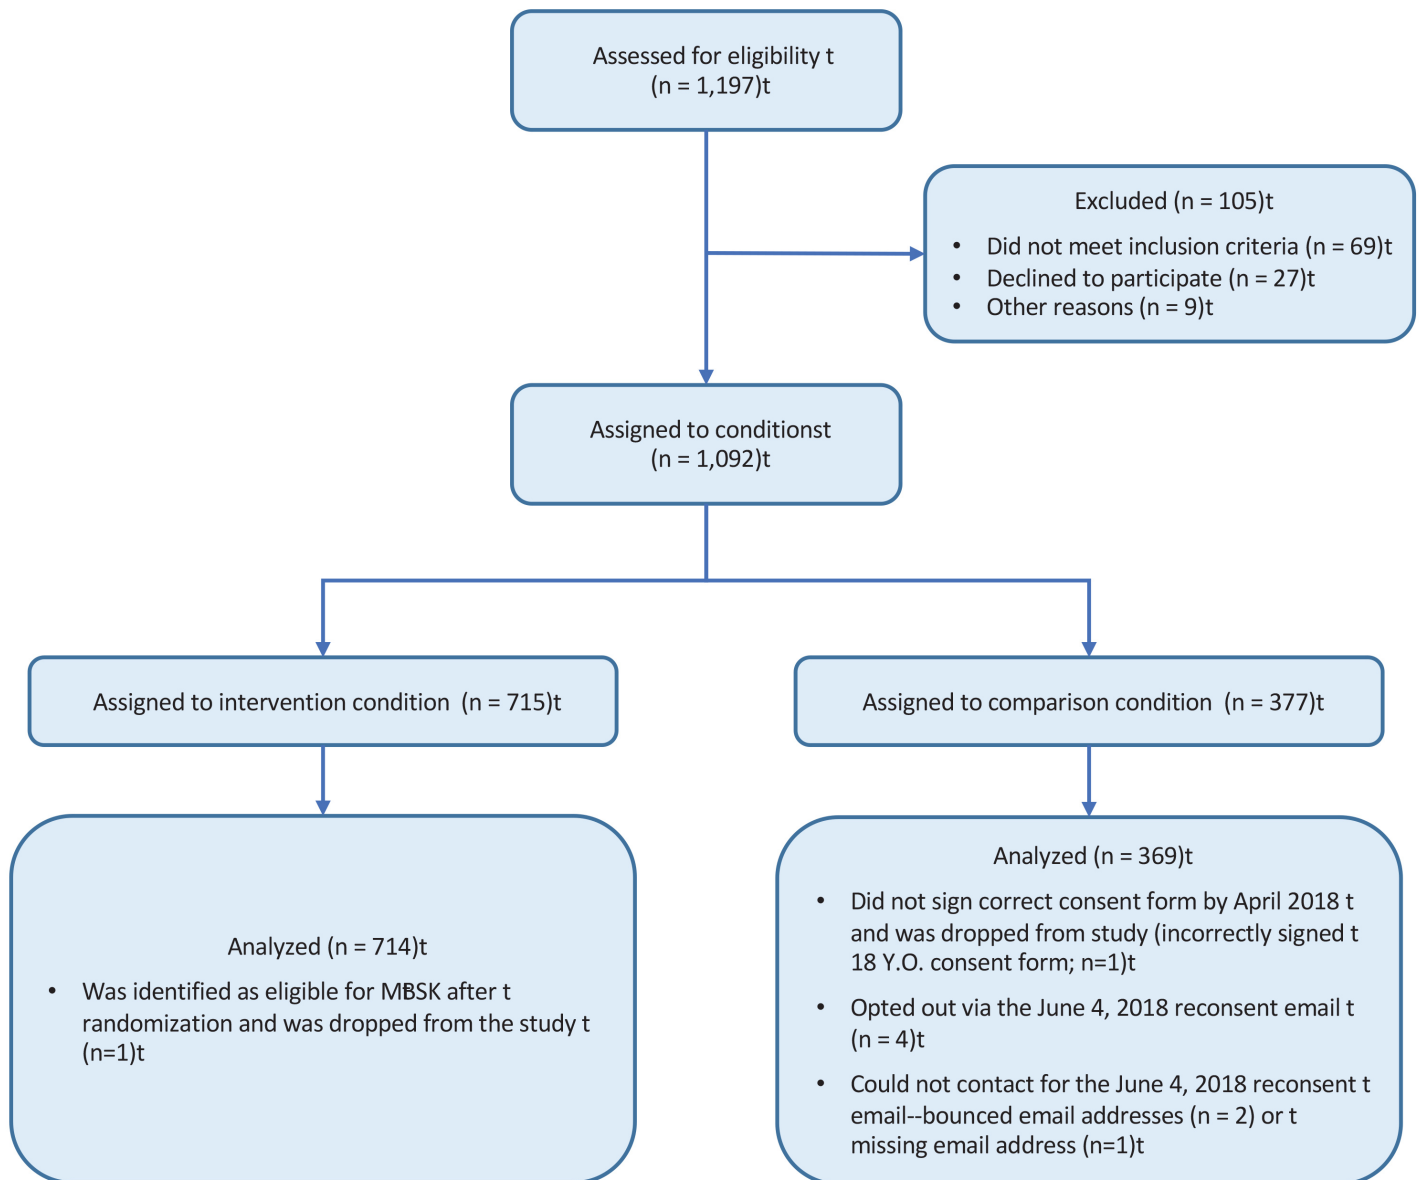 Assessed for eligibility t
(n = 1,197)t
Excluded (n = 105)t
• Did not meet inclusion criteria (n = 69)t
• Declined to participate (n = 27)t
• Other reasons (n = 9)t
Assigned to conditionst
(n = 1,092)t
Assigned to intervention condition (n = 715)t
Assigned to comparison condition (n = 377)t
Analyzed (n = 714)t
• Was identified as eligible for MBSK after t
randomization and was dropped from the study t
(n=1)t
Analyzed (n = 369)t
• Did not sign correct consent form by April 2018 t
and was dropped from study (incorrectly signed t
18 Y.O. consent form; n=1)t
• Opted out via the June 4, 2018 reconsent email t
(n = 4)t
• Could not contact for the June 4, 2018 reconsent t
email--bounced email addresses (n = 2) or t
missing email address (n=1)t